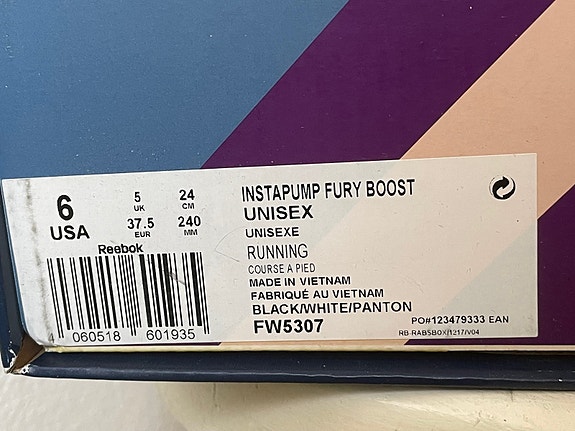 6
USA
5
UK
37.5
EUR
24
CM
240
MM
Reebok
4 060518 601935
INSTAPUMP FURY BOOST
UNISEX
UNISEXE
RUNNING
COURSE A PIED
MADE IN VIETNAM
FABRIQUÉ AU VIETNAM
BLACK/WHITE/PANTON
FW5307
PO#123479333 EAN
RB-RAB5BOX/1217/V04